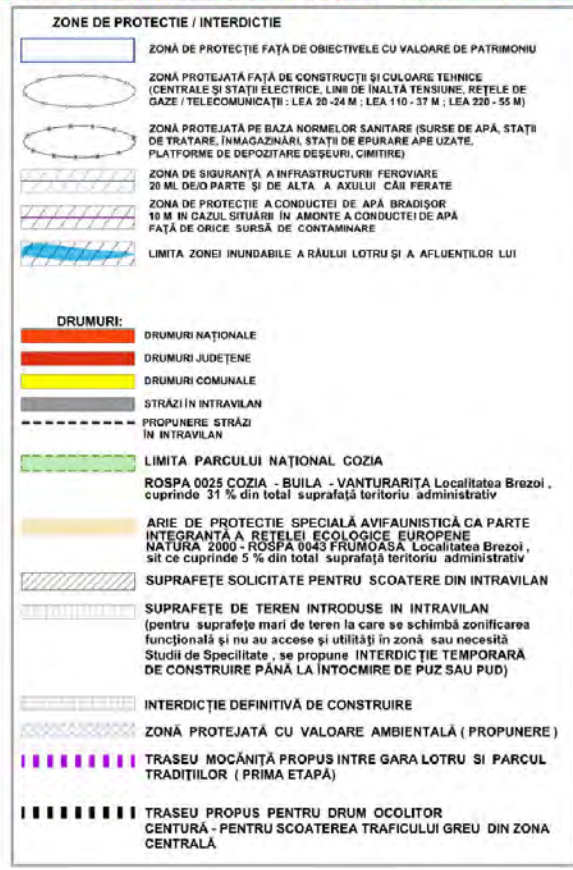 ZONE DE PROTECTIE / INTERDICTIE
ZONĂ DE PROTECȚIE FAȚĂ DE OBIECTIVELE CU VALOARE DE PATRIMONIU
ZONĂ PROTEJATĂ FAȚĂ DE CONSTRUCȚII ȘI CULOARE TEHNICE
(CENTRALE ȘI STAȚII ELECTRICE, LINII DE ÎNALTĂ TENSIUNE, REȚELE DE
GAZE / TELECOMUNICAȚII : LEA 20 -24 M ; LEA 110 - 37 M ; LEA 220 - 55 M)
ZONĂ PROTEJATĂ PE BAZA NORMELOR SANITARE (SURSE DE APĂ, STAȚII
DE TRATARE, ÎNMAGAZINĂRI, STAȚII DE EPURARE APE UZATE,
PLATFORME DE DEPOZITARE DEȘEURI, CIMITIRE)
ZONA DE SIGURANȚĂ A INFRASTRUCTURII FEROVIARE
20 ML DE/O PARTE ȘI DE ALTA A AXULUI CĂII FERATE
ZONA DE PROTECȚIE A CONDUCTEI DE APĂ BRADIȘOR
10 M IN CAZUL SITUĂRII ÎN AMONTE A CONDUCTEI DE APĂ
FAȚĂ DE ORICE SURSĂ DE CONTAMINARE
LIMITA ZONEI INUNDABILE A RÂULUI LOTRU ȘI A AFLUENȚILOR LUI
DRUMURI:
DRUMURI NAȚIONALE
DRUMURI JUDEȚENE
DRUMURI COMUNALE
STRĂZI ÎN INTRAVILAN
PROPUNERE STRĂZI
ÎN INTRAVILAN
LIMITA PARCULUI NAȚIONAL COZIA
ROSPA 0025 COZIA - BUILA - VANTURARIȚA Localitatea Brezoi ,
cuprinde 31 % din total suprafață teritoriu administrativ
ARIE DE PROTECTIE SPECIALĂ AVIFAUNISTICĂ CA PARTE
INTEGRANTĂ A REȚELEI ECOLOGICE EUROPENE
NATURA 2000 - ROSPA 0043 FRUMOASA Localitatea Brezoi ,
sit ce cuprinde 5 % din total suprafață teritoriu administrativ
SUPRAFEȚE SOLICITATE PENTRU SCOATERE DIN INTRAVILAN
SUPRAFEȚE DE TEREN INTRODUSE IN INTRAVILAN
(pentru suprafețe mari de teren la care se schimbă zonificarea
funcțională și nu au accese și utilități în zonă sau necesită
Studii de Specilitate , se propune INTERDICȚIE TEMPORARĂ
DE CONSTRUIRE PÂNĂ LA ÎNTOCMIRE DE PUZ SAU PUD)
INTERDICȚIE DEFINITIVĂ DE CONSTRUIRE
ZONĂ PROTEJATĂ CU VALOARE AMBIENTALĂ ( PROPUNERE )
TRASEU MOCĂNIȚĂ PROPUS INTRE GARA LOTRU SI PARCUL
TRADIȚIILOR ( PRIMA ETAPĂ)
TRASEU PROPUS PENTRU DRUM OCOLITOR
CENTURĂ - PENTRU SCOATEREA TRAFICULUI GREU DIN ZONA
CENTRALĂ